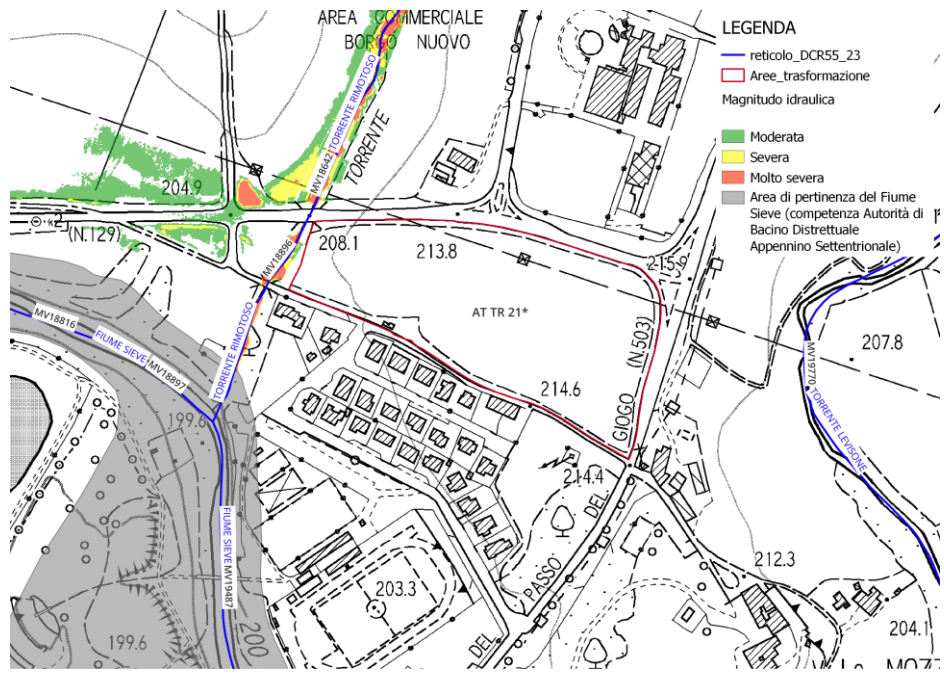 AREA COMMERCIALE
BORGO NUOVO
TORRENTE RIMOTOSO
TORRENTE
MV18642
204.9
k2
(N.129)
MV18896
208.1
213.8
215.9
AT TR 21*
(N.503)
GIOGO
214.6
214.4
DEL
PASSO
DEL
MV18816
FIUME SIEVE
MV18897
TORRENTE RIMOTOSO
199.6
FIUME SIEVE
MV19487
200
199.6
203.3
207.8
MV19770
TORRENTE LEVISONE
212.3
204.1
LEGENDA
reticolo_DCR55_23
Aree_trasformazione
Magnitudo idraulica
Moderata
Severa
Molto severa
Area di pertinenza del Fiume
Sieve (competenza Autorità di
Bacino Distrettuale
Appennino Settentrionale)